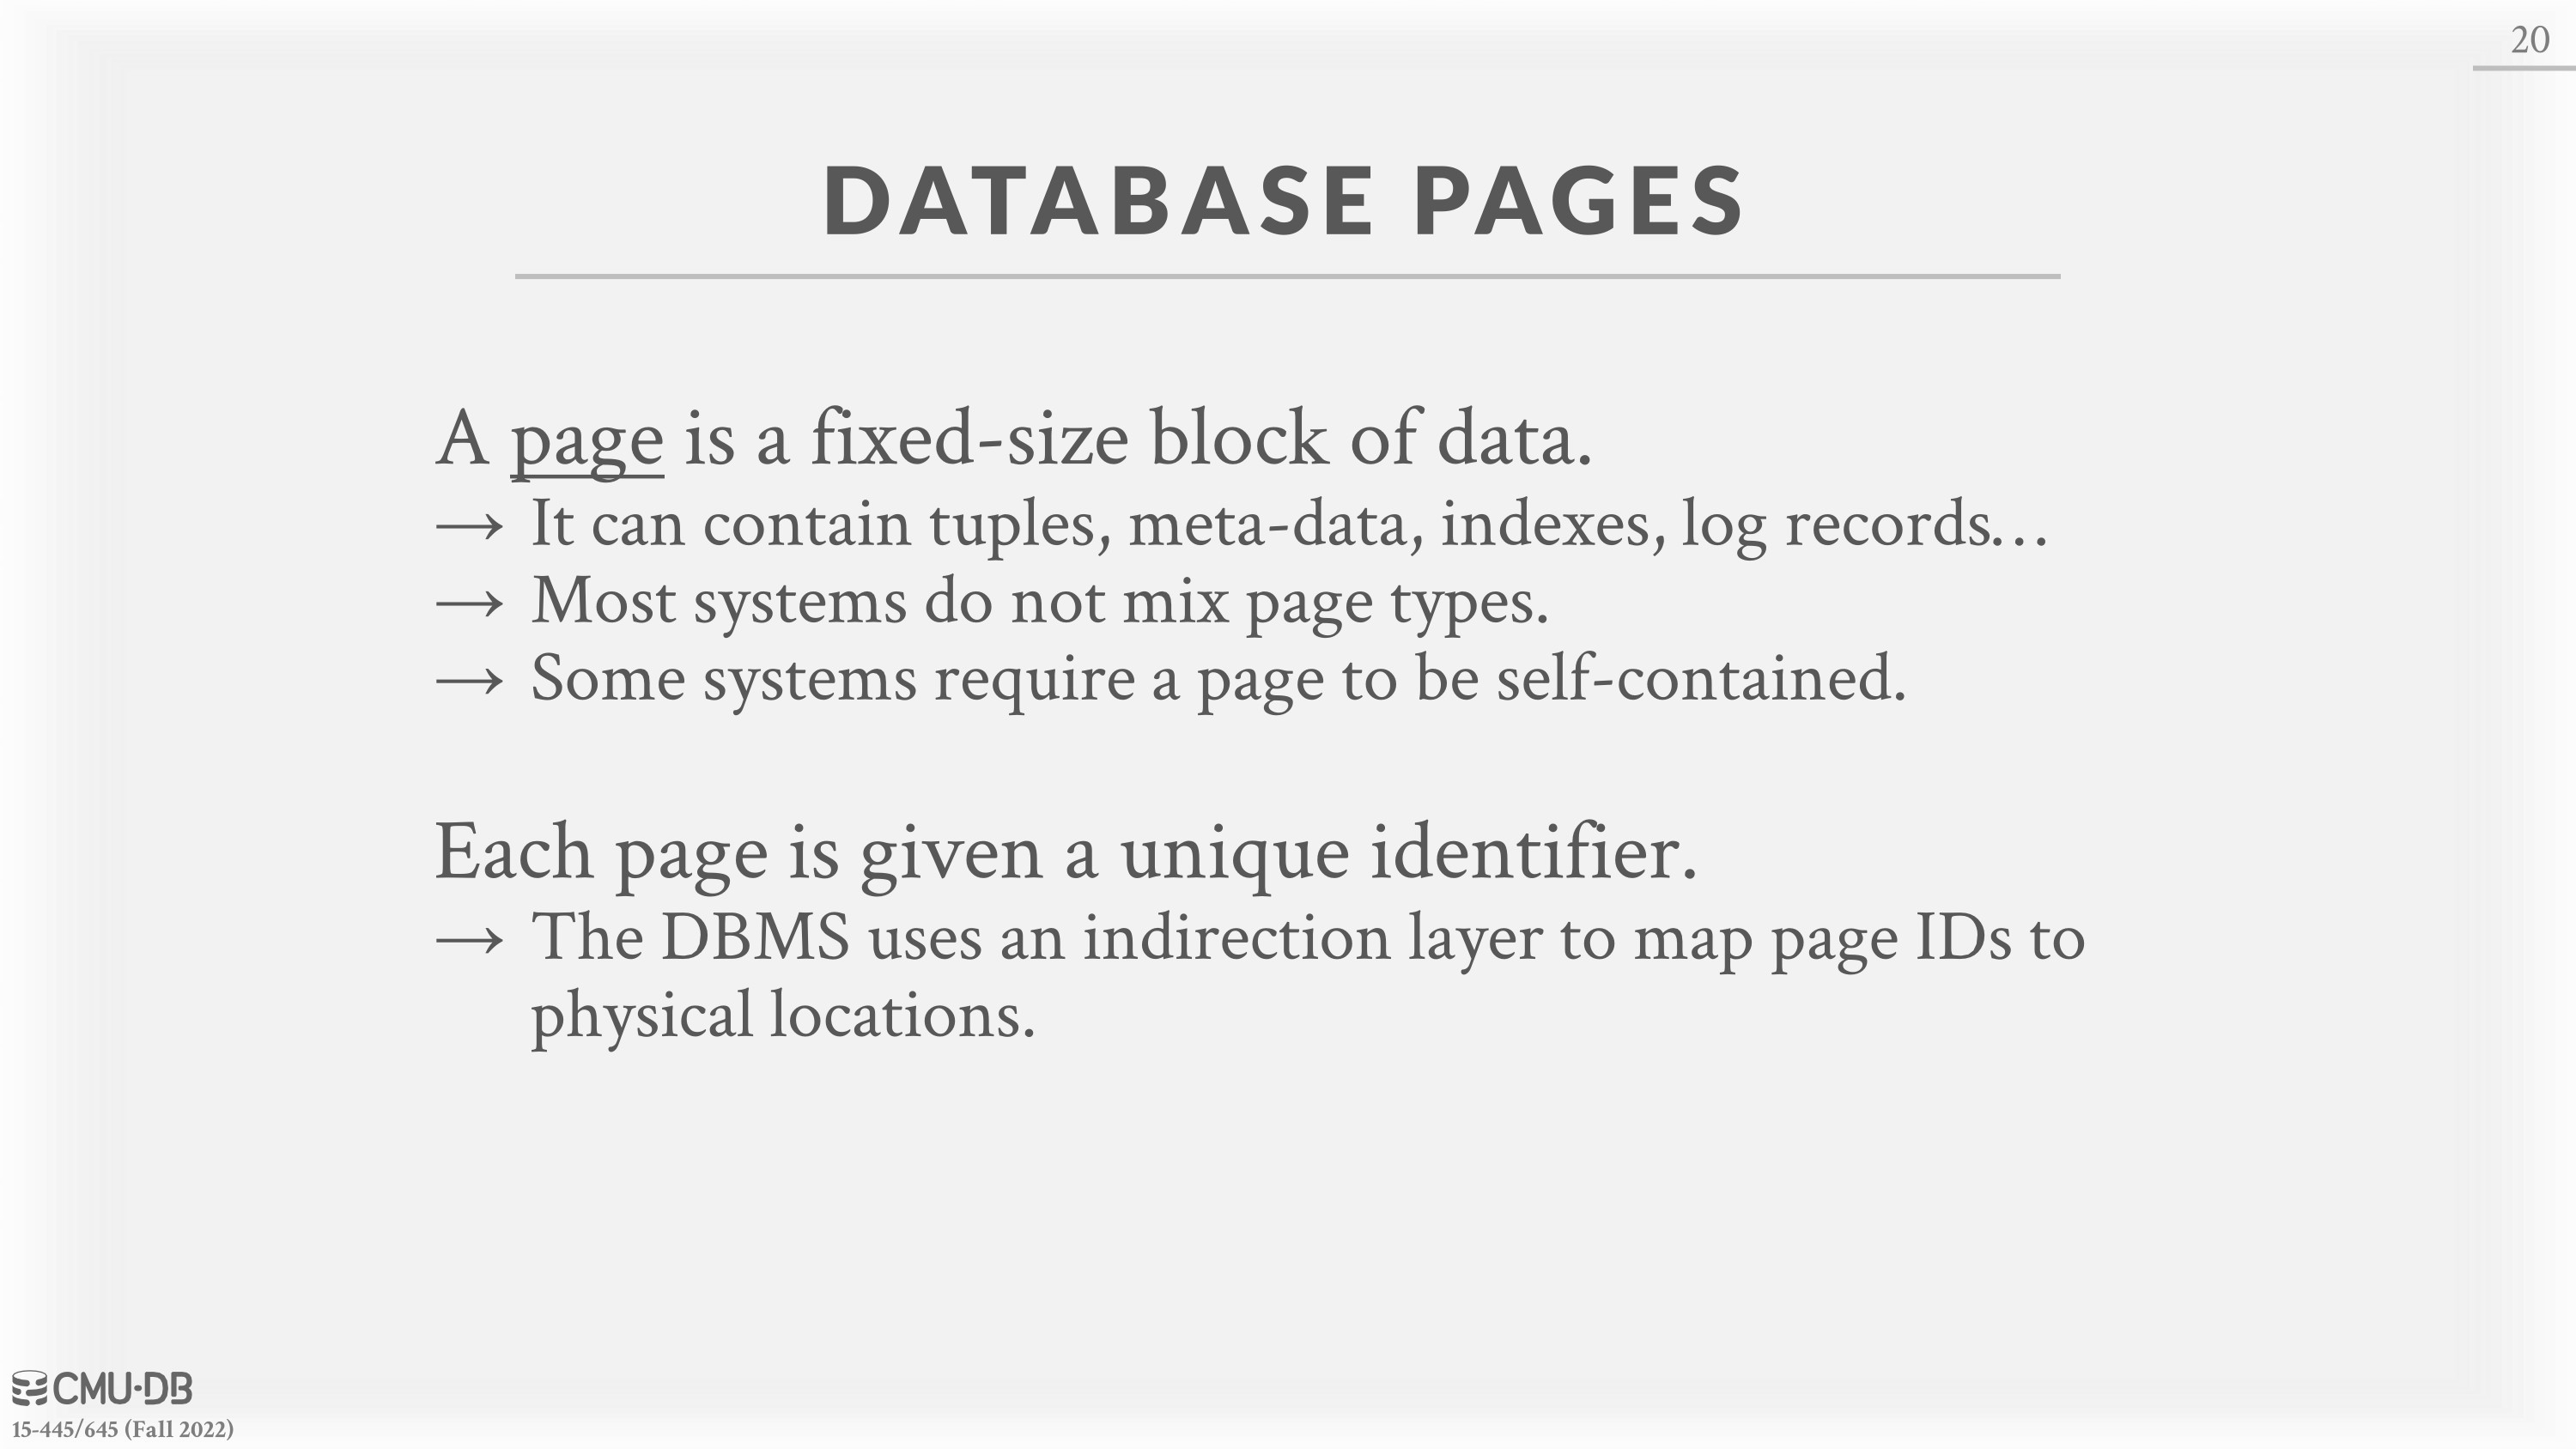 20
DATABASE PAGES
A page is a fixed-size block of data.
→ It can contain tuples, meta-data, indexes, log records…
→ Most systems do not mix page types.
→ Some systems require a page to be self-contained.
Each page is given a unique identifier.
→ The DBMS uses an indirection layer to map page IDs to
physical locations.
CMU·DB
15-445/645 (Fall 2022)